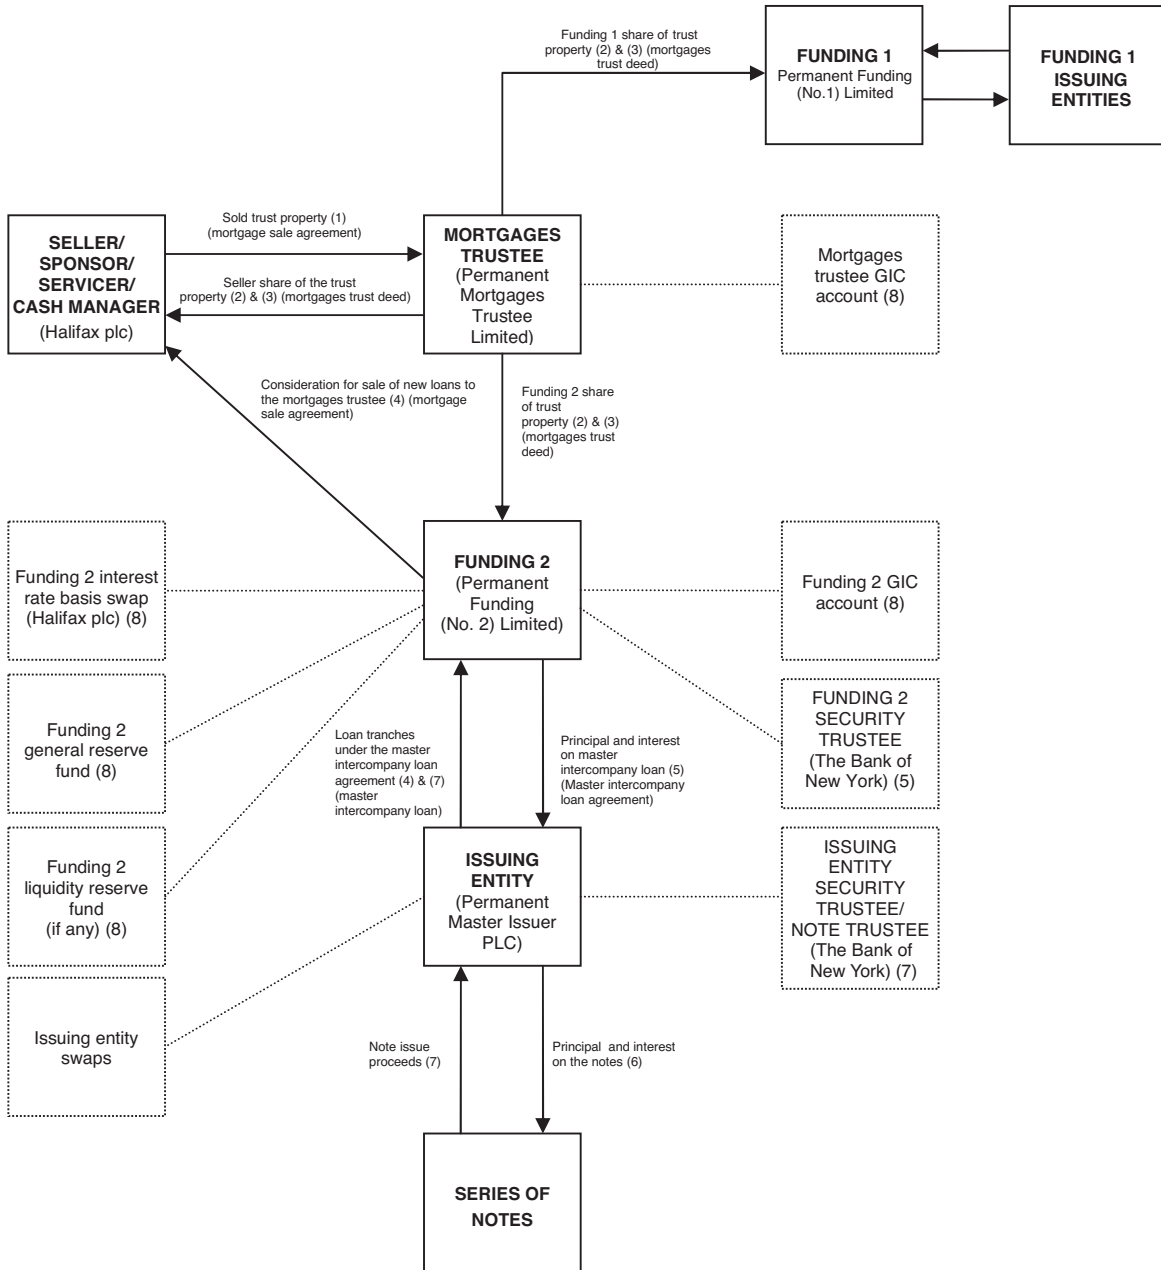 Funding 1 share of trust
property (2) & (3) (mortgages
trust deed)
FUNDING 1
Permanent Funding
(No.1) Limited
FUNDING 1
ISSUING
ENTITIES
SELLER/
SPONSOR/
SERVICER/
CASH MANAGER
(Halifax plc)
Sold trust property (1)
(mortgage sale agreement)
Seller share of the trust
property (2) & (3) (mortgages trust deed)
MORTGAGES
TRUSTEE
(Permanent
Mortgages
Trustee
Limited)
Mortgages
trustee GIC
account (8)
Consideration for sale of new loans to
the mortgages trustee (4) (mortgage
sale agreement)
Funding 2 share
of trust
property (2) & (3)
(mortgages trust
deed)
Funding 2 interest
rate basis swap
(Halifax plc) (8)
FUNDING 2
(Permanent
Funding
(No. 2) Limited)
Funding 2 GIC
account (8)
Funding 2
general reserve
fund (8)
Loan tranches
under the master
intercompany loan
agreement (4) & (7)
(master
intercompany loan)
Principal and interest
on master
intercompany loan (5)
(Master intercompany
loan agreement)
FUNDING 2
SECURITY
TRUSTEE
(The Bank of
New York) (5)
Funding 2
liquidity reserve
fund
(if any) (8)
ISSUING
ENTITY
(Permanent
Master Issuer
PLC)
ISSUING
ENTITY
SECURITY
TRUSTEE/
NOTE TRUSTEE
(The Bank of
New York) (7)
Issuing entity
swaps
Note issue
proceeds (7)
Principal and interest
on the notes (6)
SERIES OF
NOTES